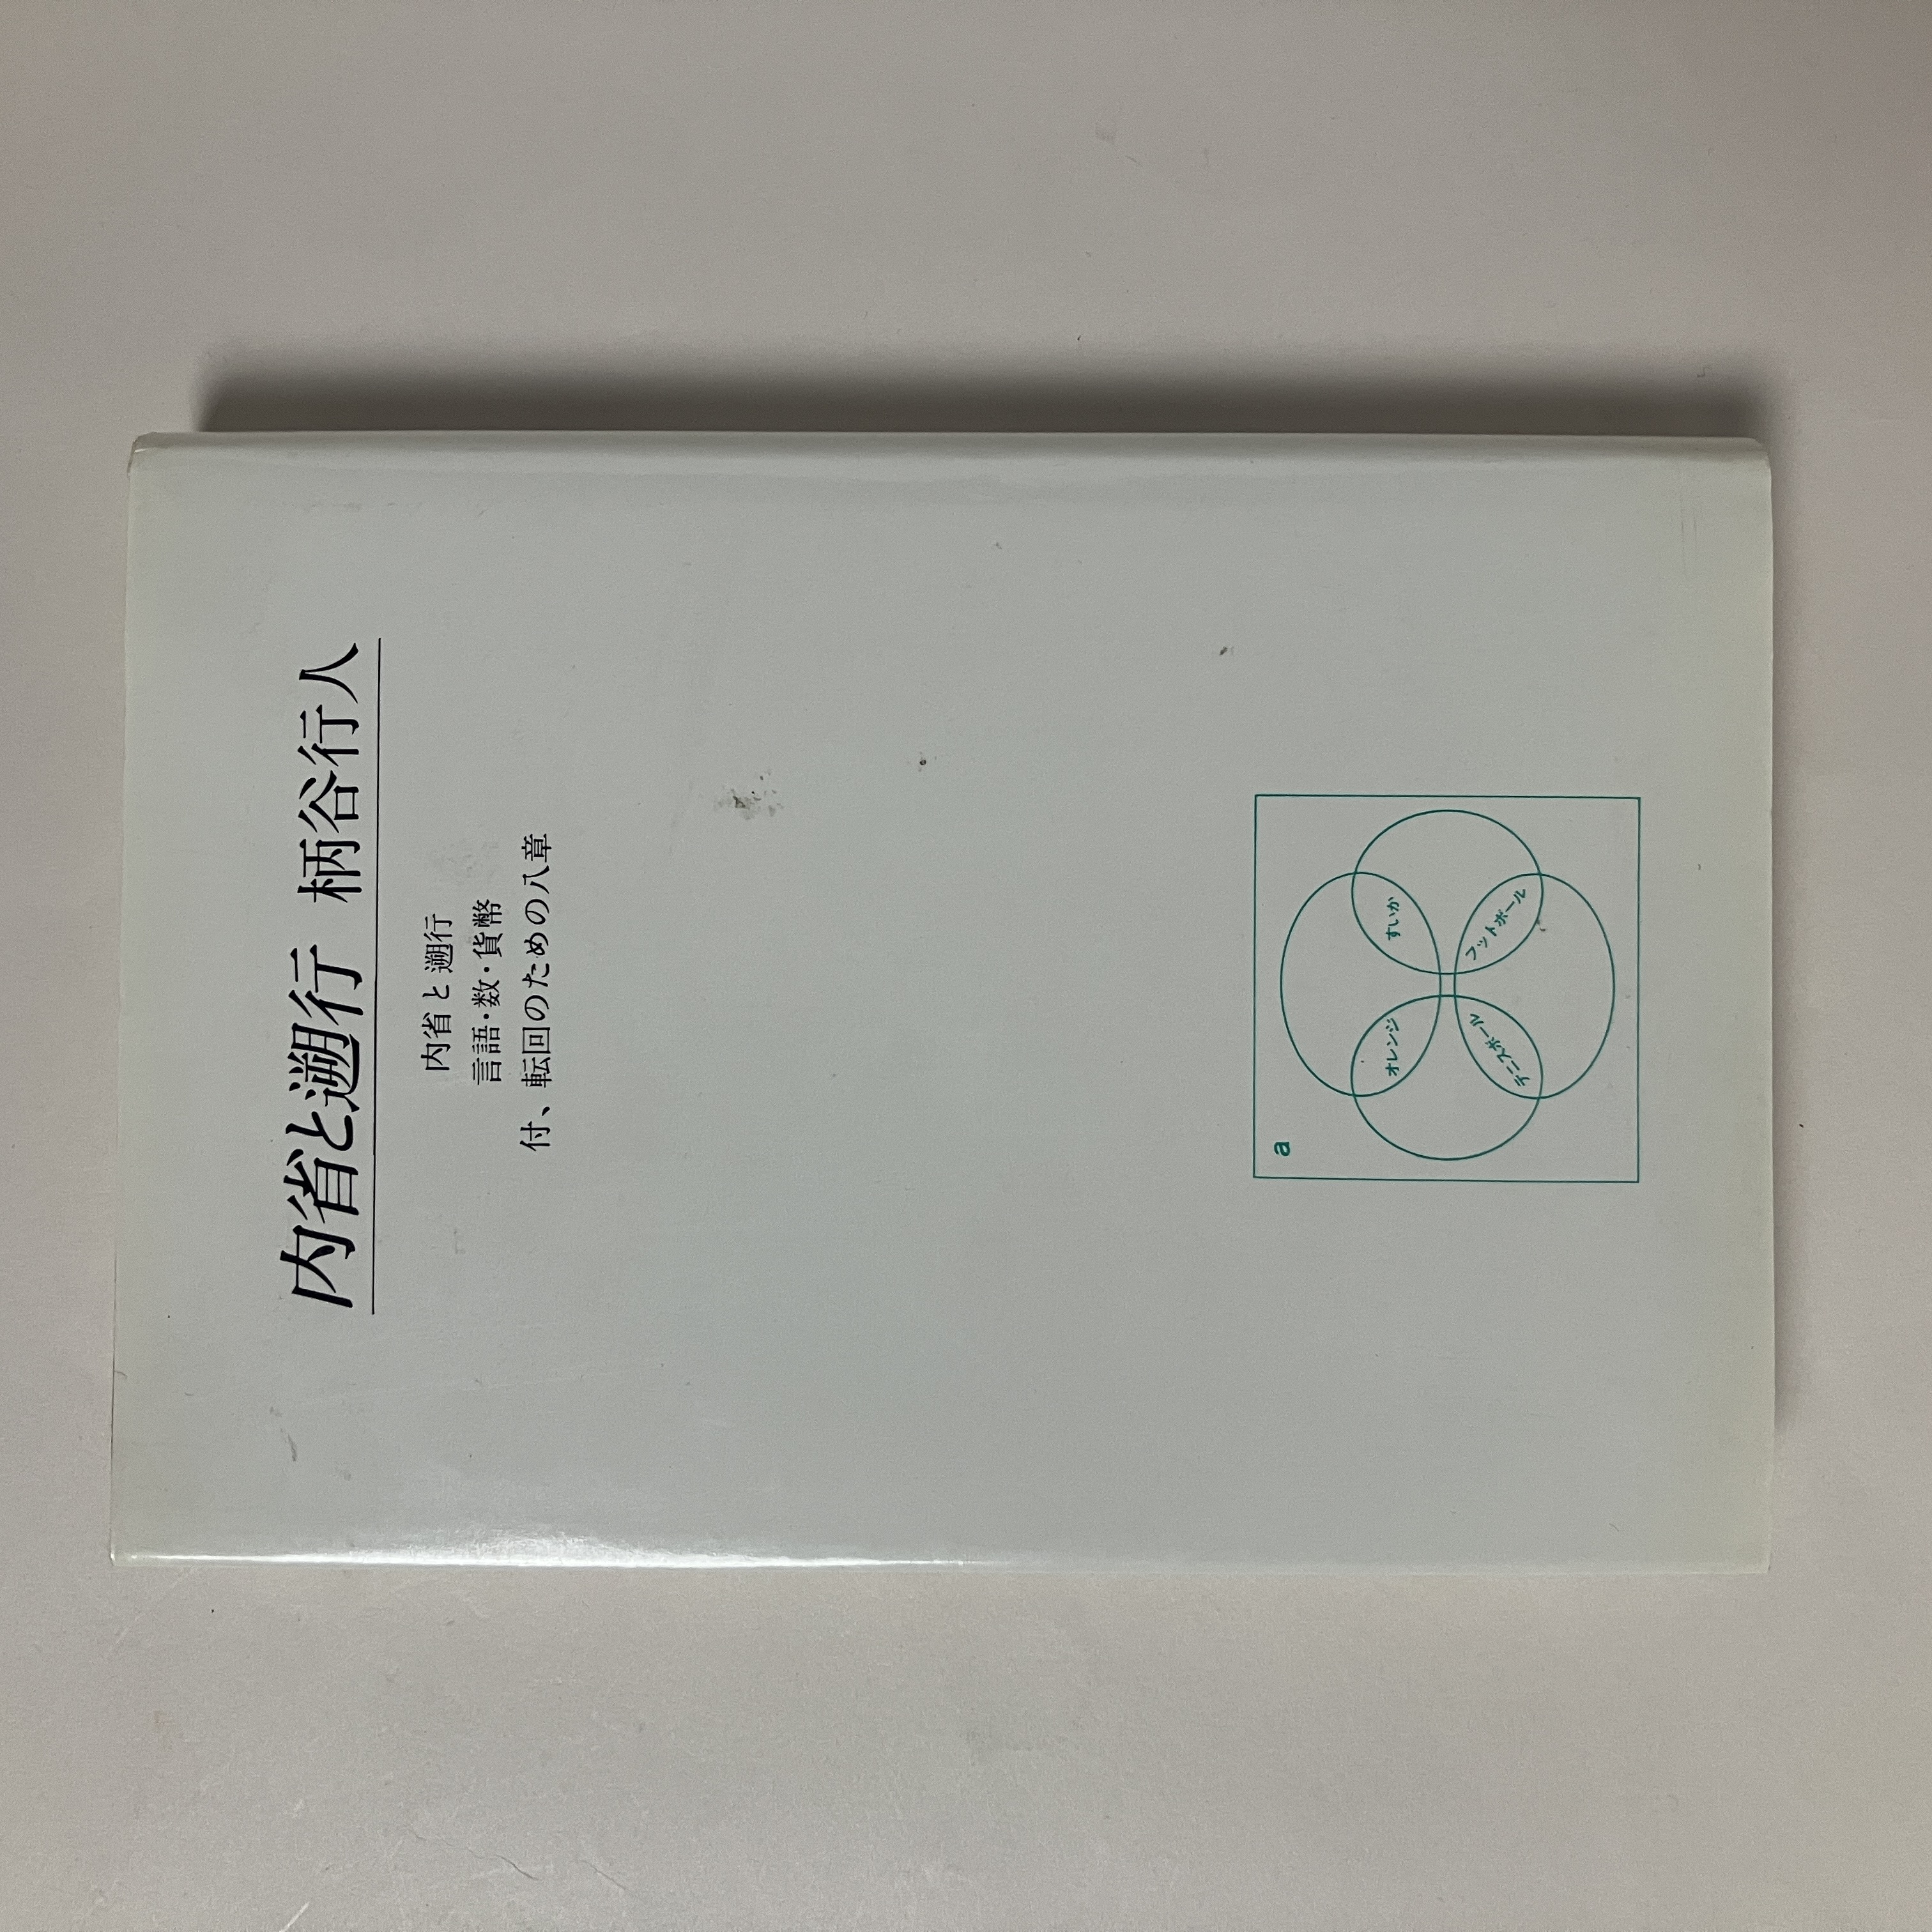 内省と遡行 柄谷行人
内省と遡行
言語・数・貨幣
付、転回のための八章
a
オレンジ
すいか
テニスボール
フットボール